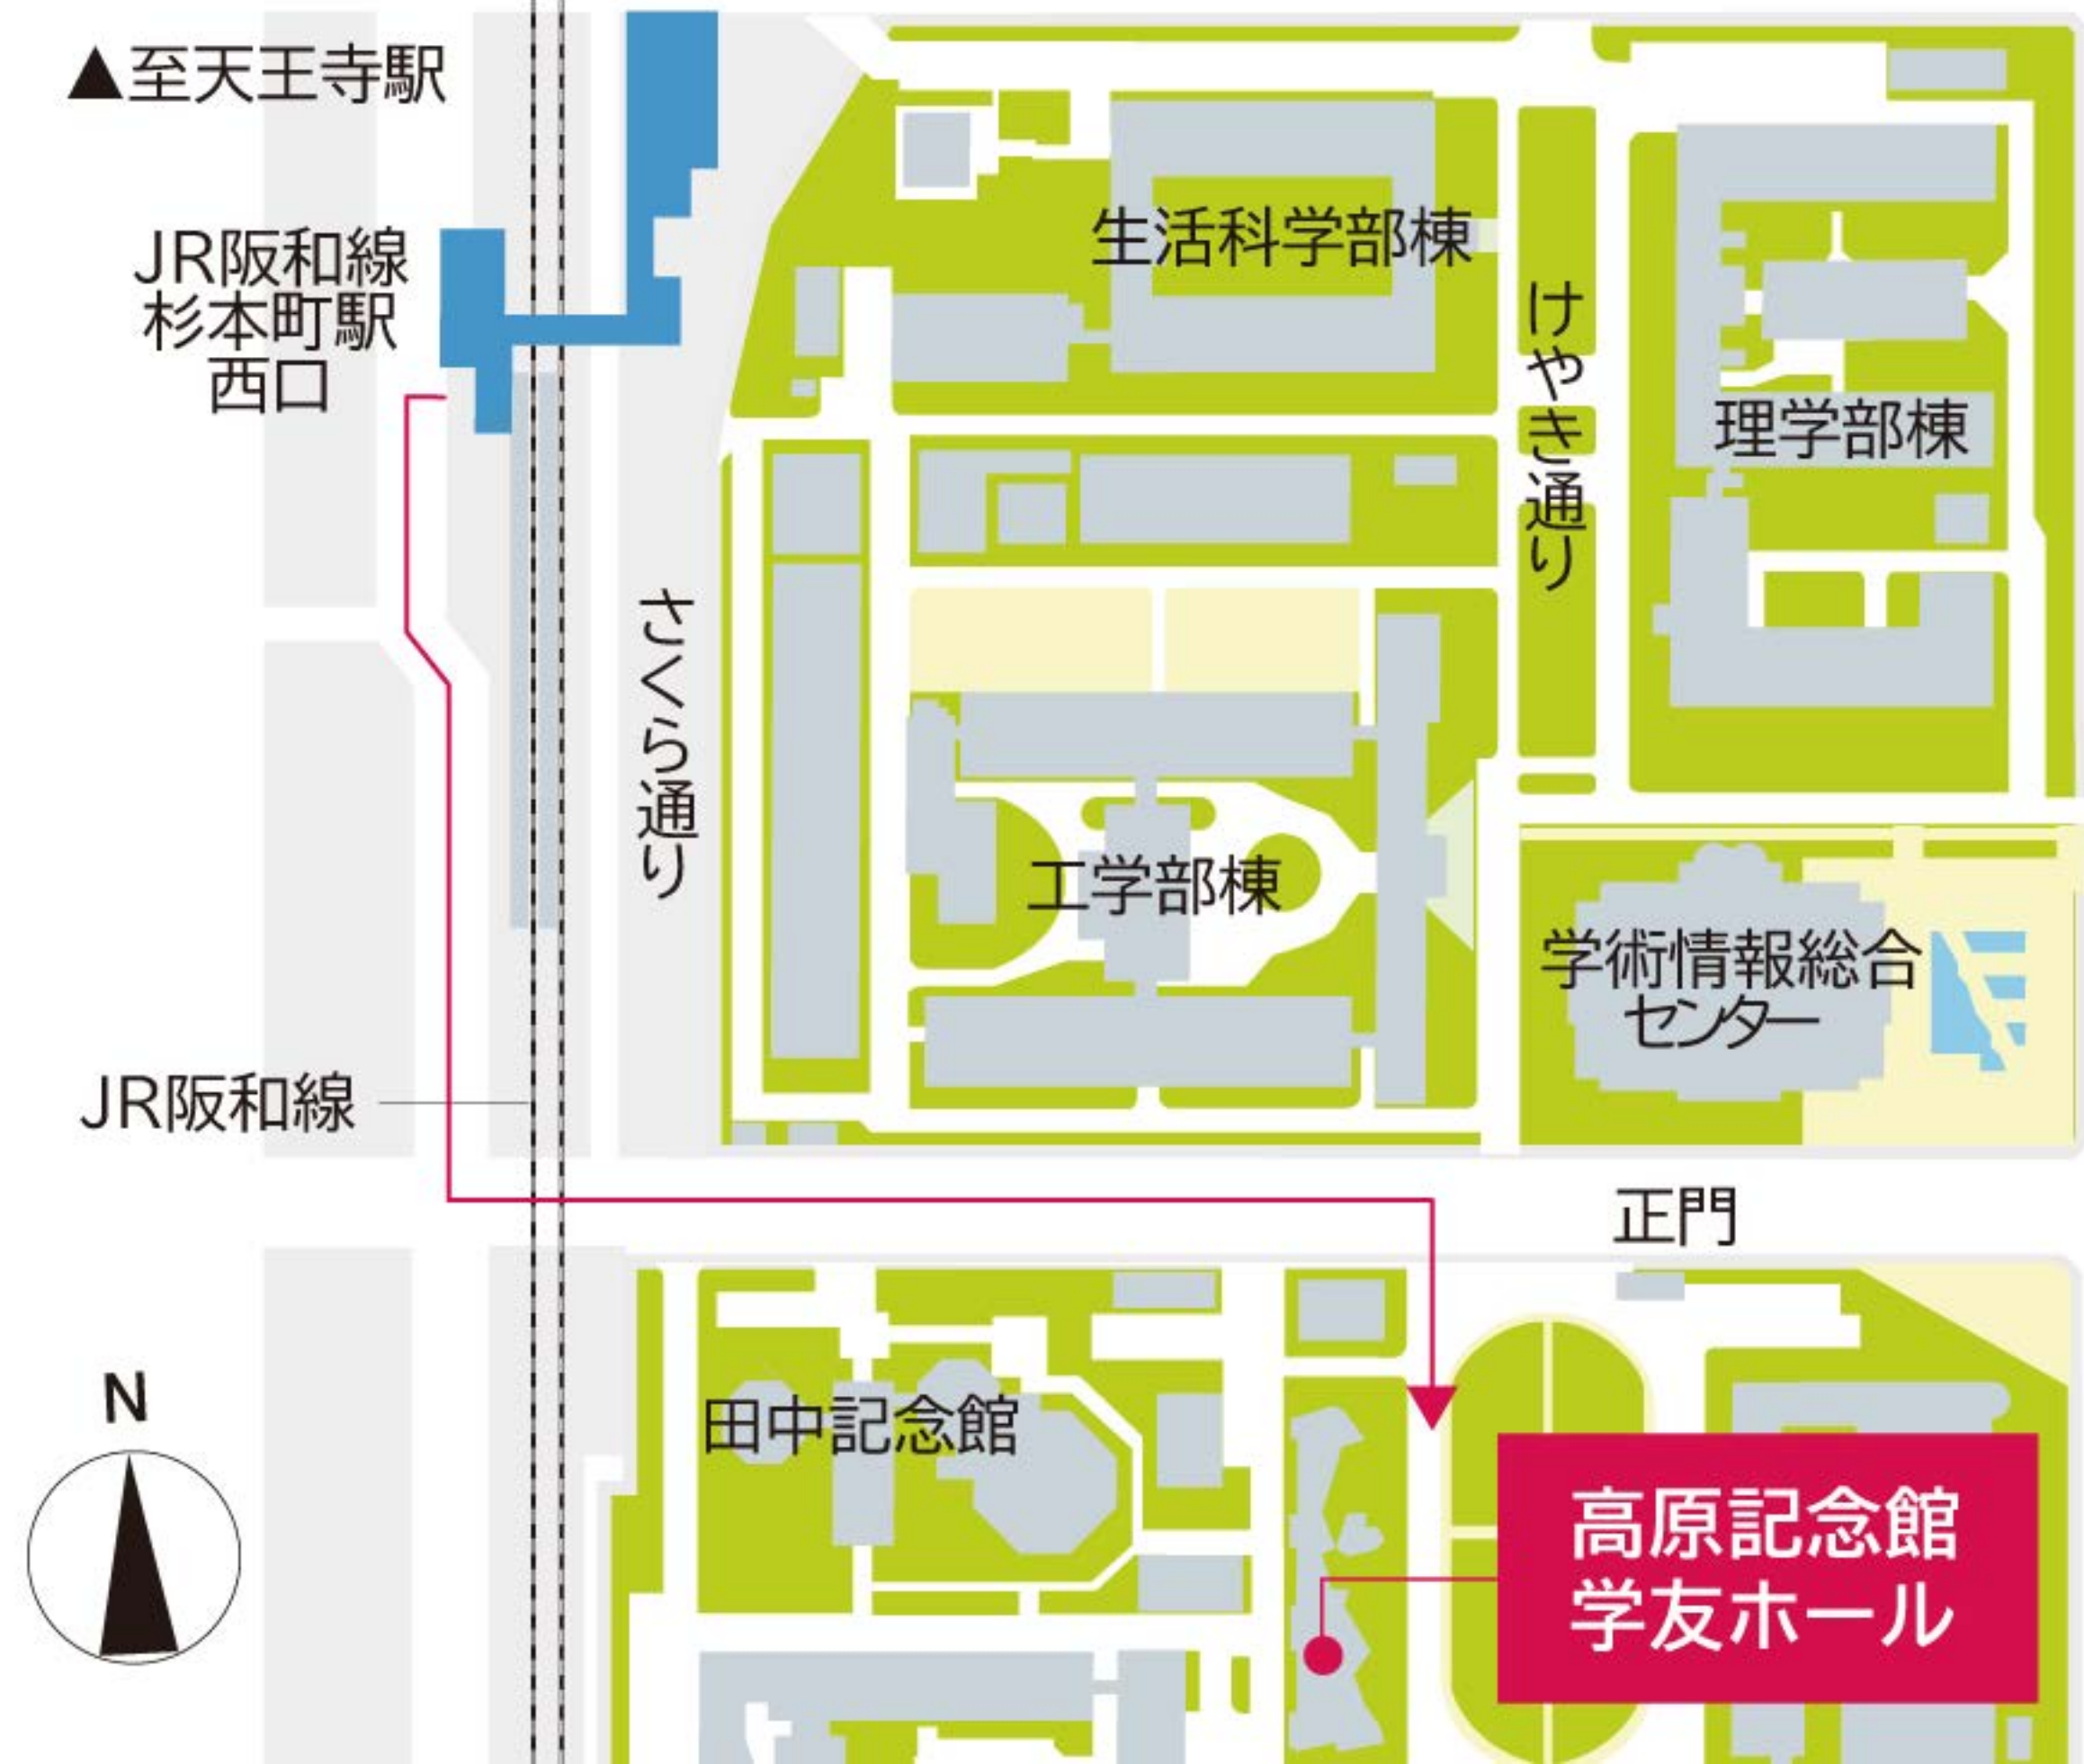 ▲至天王寺駅
JR阪和線
杉本町駅
西口
生活科学部棟
けやき通り
理学部棟
さくら通り
工学部棟
学術情報総合
センター
JR阪和線
正門
N
田中記念館
高原記念館
学友ホール